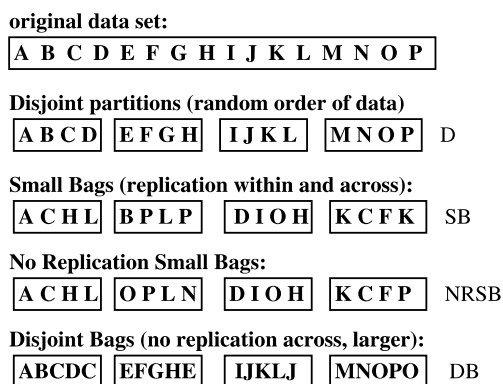 original data set:
A B C D E F G H I J K L M N O P
Disjoint partitions (random order of data)
A B C D E F G H I J K L M N O P D
Small Bags (replication within and across):
A C H L B P L P D I O H K C F K SB
No Replication Small Bags:
A C H L O P L N D I O H K C F P NRSB
Disjoint Bags (no replication across, larger):
ABCDC EFGHE IJKLJ MNOPO DB